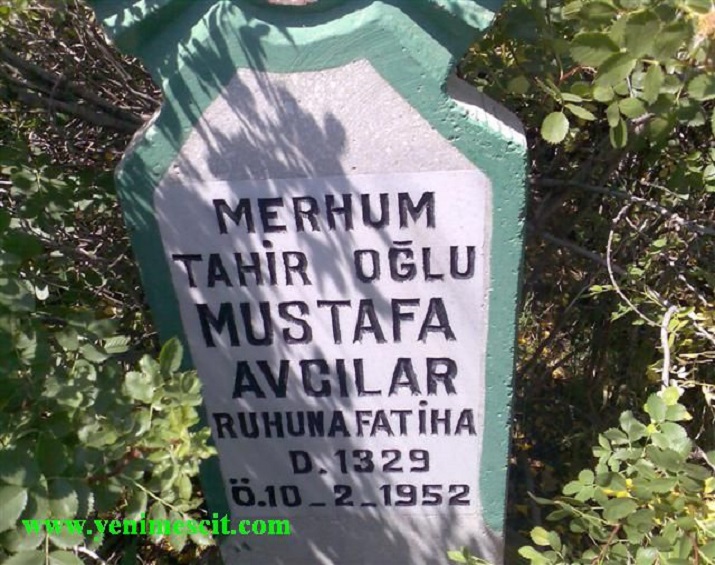 MERHUM
TAHİR OĞLU
MUSTAFA
AVCILAR
RUHUNA FATİHA
D. 1329
Ö. 10_2_1952
www.yenimescit.com